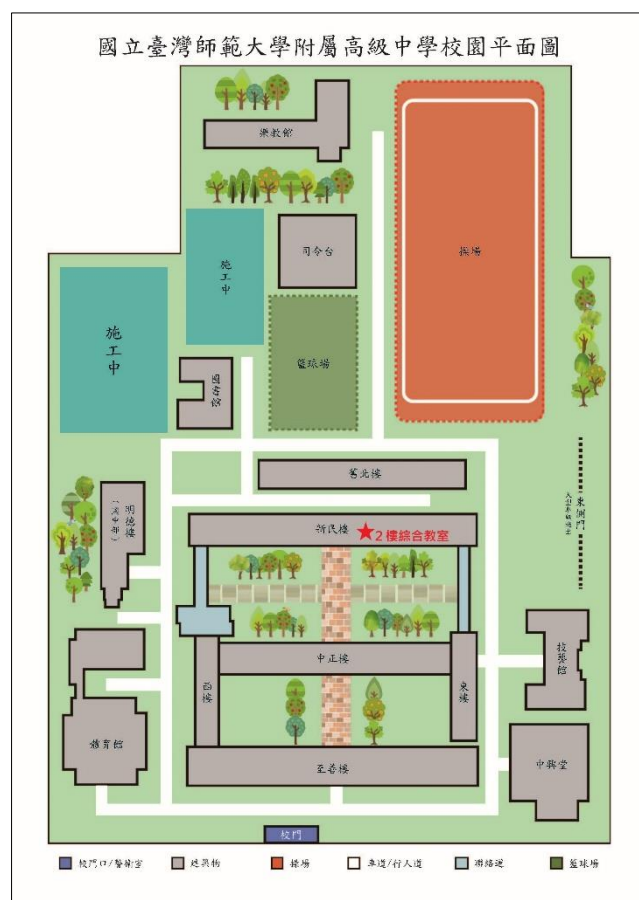 國立臺灣師範大學附屬高級中學校園平面圖
樂教館
操場
司令台
施工中
施工中
籃球場
圖書館
舊北樓
明德樓
（國中部）
東側門
新民樓
★2樓綜合教室
技藝館
中正樓
西樓
東樓
體育館
中興堂
至善樓
校門
校門口/警衛室
建築物
操場
車道/行人道
聯絡道
籃球場